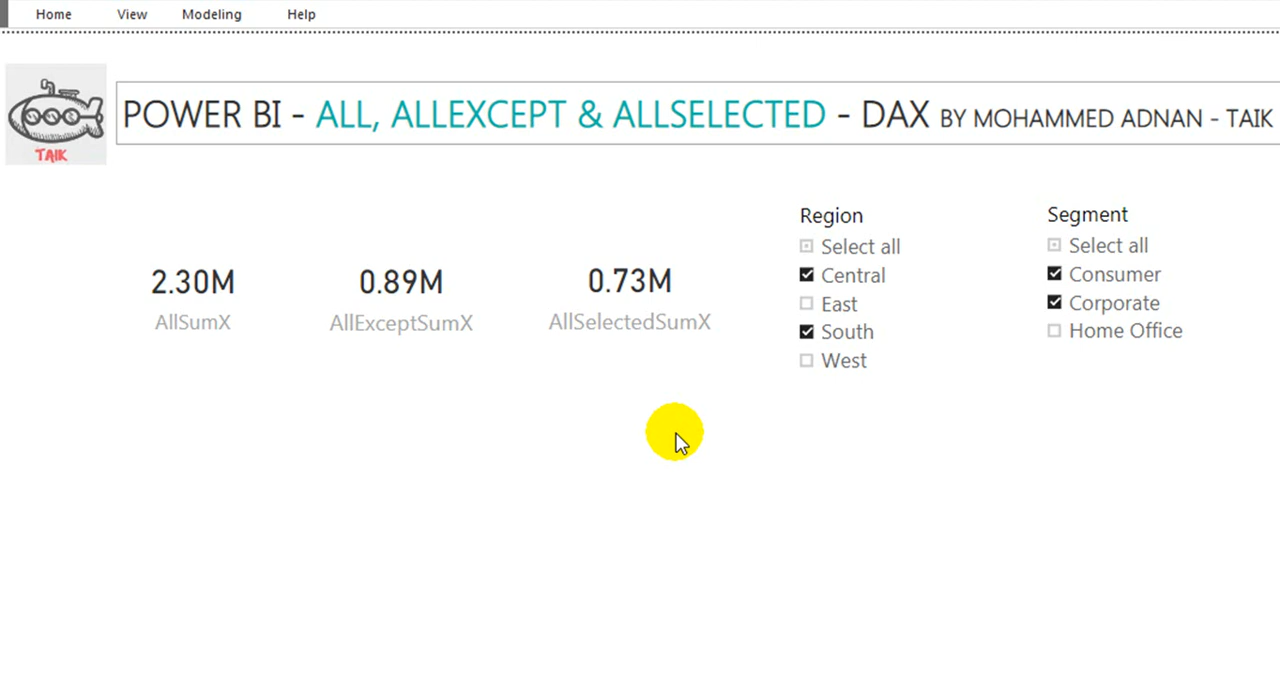 Home View Modeling Help
TAIK
POWER BI - ALL, ALLEXCEPT & ALLSELECTED - DAX BY MOHAMMED ADNAN - TAIK
2.30M
AllSumX
0.89M
AllExceptSumX
0.73M
AllSelectedSumX
Region
Select all
Central
East
South
West
Segment
Select all
Consumer
Corporate
Home Office